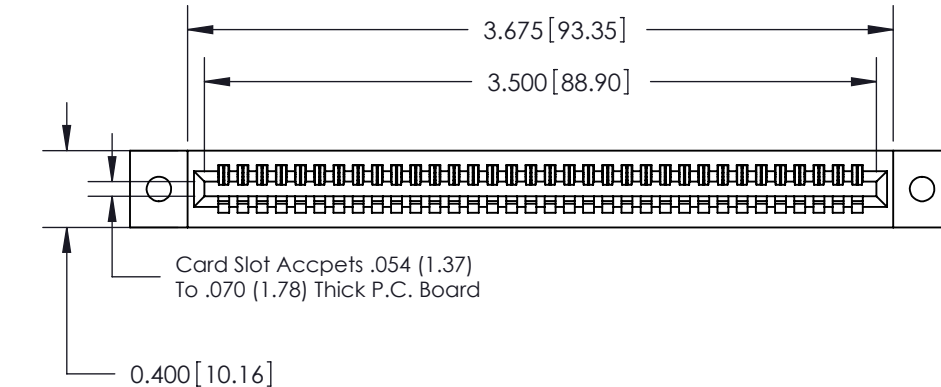 3.675[93.35]
3.500[88.90]
Card Slot Accpets .054 (1.37)
To .070 (1.78) Thick P.C. Board
0.400[10.16]